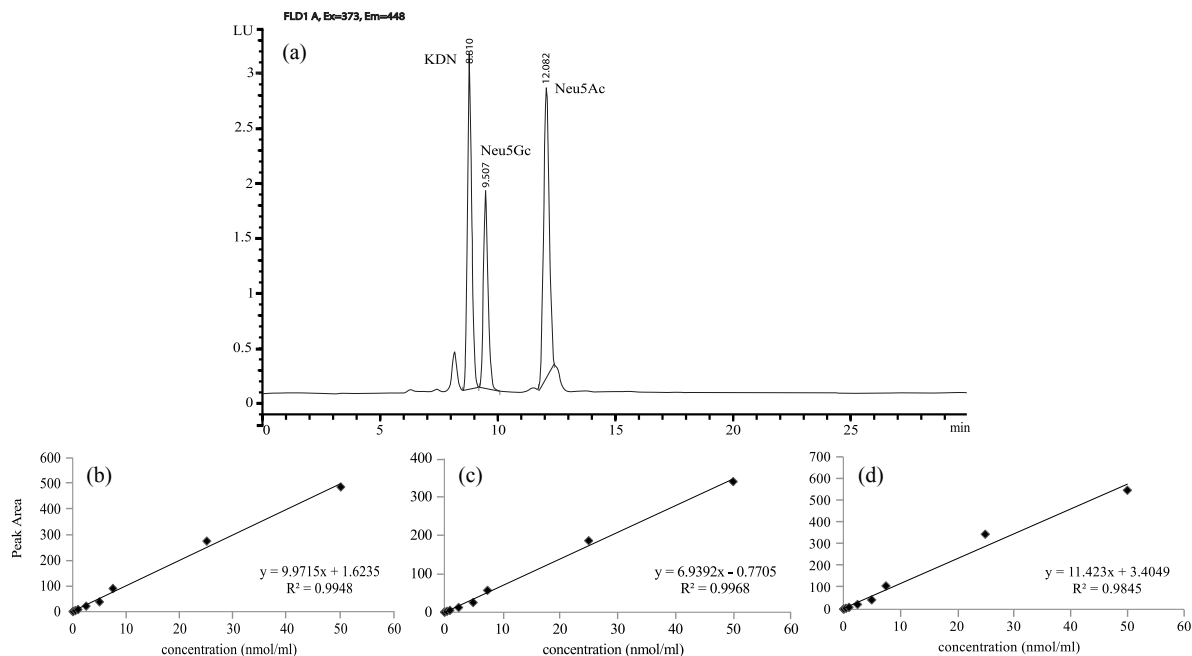 FLD1 A, Ex=373, Em=448
LU
(a)
KDN
8.810
12.082
Neu5Ac
Neu5Gc
9.507
3
2.5
2
1.5
1
0.5
0
0 5 10 15 20 25 min
(b)
Peak Area
600
500
400
300
200
100
0
y = 9.9715x + 1.6235
R² = 0.9948
0 10 20 30 40 50 60
concentration (nmol/ml)
(c)
400
300
200
100
0
y = 6.9392x - 0.7705
R² = 0.9968
0 10 20 30 40 50 60
concentration (nmol/ml)
(d)
700
600
500
400
300
200
100
0
y = 11.423x + 3.4049
R² = 0.9845
0 10 20 30 40 50 60
concentration (nmol/ml)